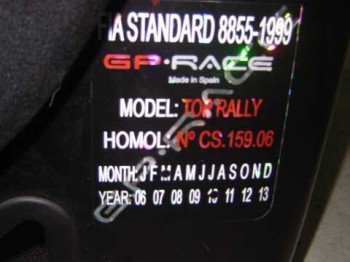 FIA STANDARD 8855-1999
GP·RACE
Made in Spain
MODEL: TOP RALLY
HOMOL: Nº CS.159.06
MONTH: J F M A M J J A S O N D
YEAR: 06 07 08 09 10 11 12 13